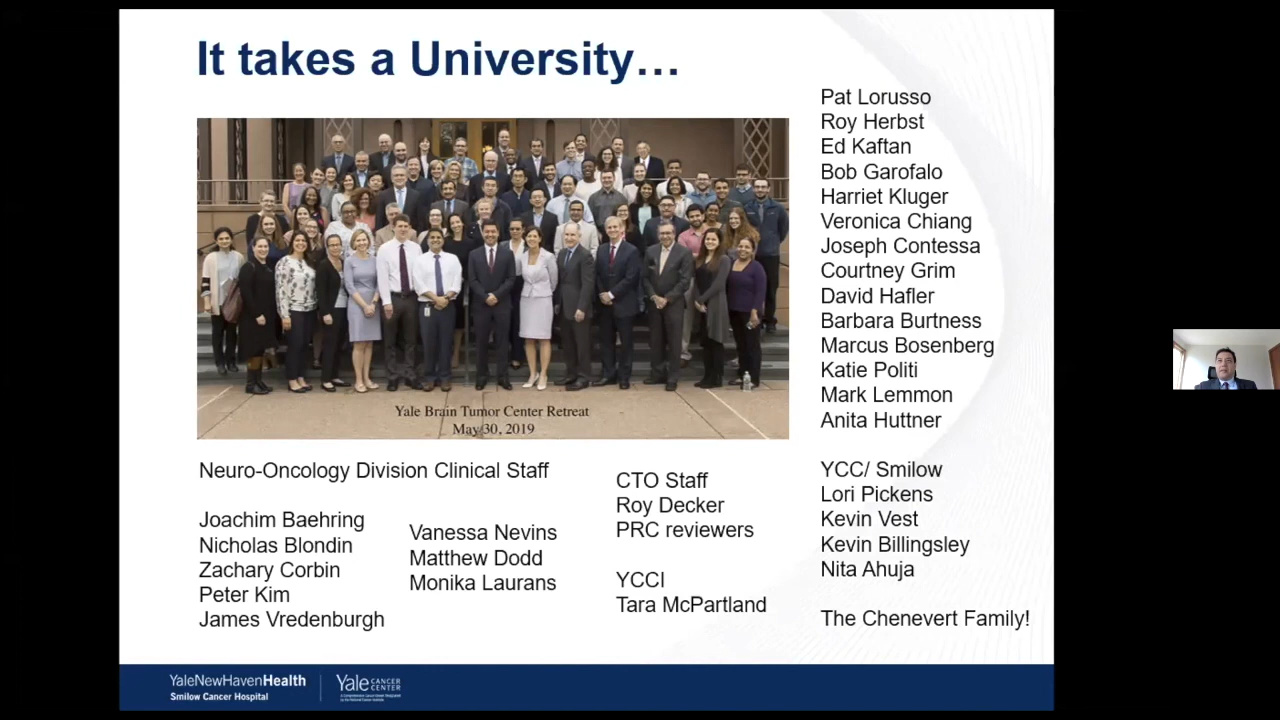 It takes a University…
Yale Brain Tumor Center Retreat
May 30, 2019
Neuro-Oncology Division Clinical Staff
Joachim Baehring
Nicholas Blondin
Zachary Corbin
Peter Kim
James Vredenburgh
Vanessa Nevins
Matthew Dodd
Monika Laurans
CTO Staff
Roy Decker
PRC reviewers
YCCI
Tara McPartland
Pat Lorusso
Roy Herbst
Ed Kaftan
Bob Garofalo
Harriet Kluger
Veronica Chiang
Joseph Contessa
Courtney Grim
David Hafler
Barbara Burtness
Marcus Bosenberg
Katie Politi
Mark Lemmon
Anita Huttner
YCC/ Smilow
Lori Pickens
Kevin Vest
Kevin Billingsley
Nita Ahuja
The Chenevert Family!
YaleNewHavenHealth
Smilow Cancer Hospital
Yale CANCER CENTER